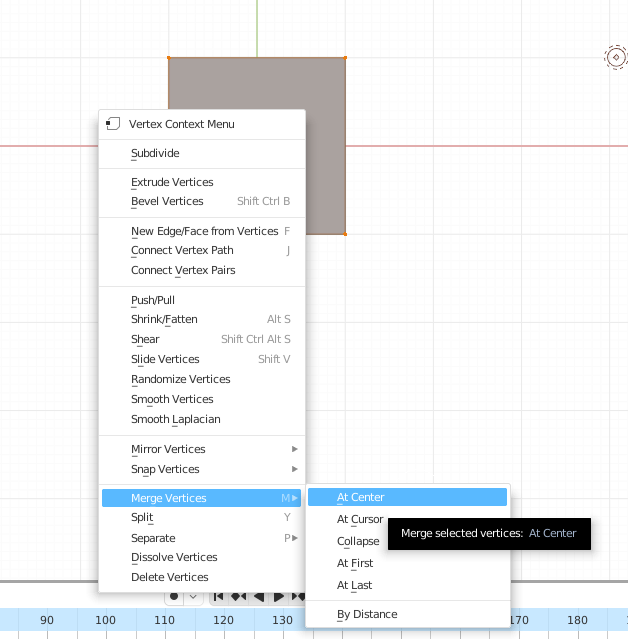 Vertex Context Menu
Subdivide
Extrude Vertices
Bevel Vertices Shift Ctrl B
New Edge/Face from Vertices F
Connect Vertex Path J
Connect Vertex Pairs
Push/Pull
Shrink/Fatten Alt S
Shear Shift Ctrl Alt S
Slide Vertices Shift V
Randomize Vertices
Smooth Vertices
Smooth Laplacian
Mirror Vertices
Snap Vertices
Merge Vertices M
Split Y
Separate P
Dissolve Vertices
Delete Vertices
At Center
At Cursor
Collapse
At First
At Last
By Distance
Merge selected vertices: At Center
90 100 110 120 130 170 180